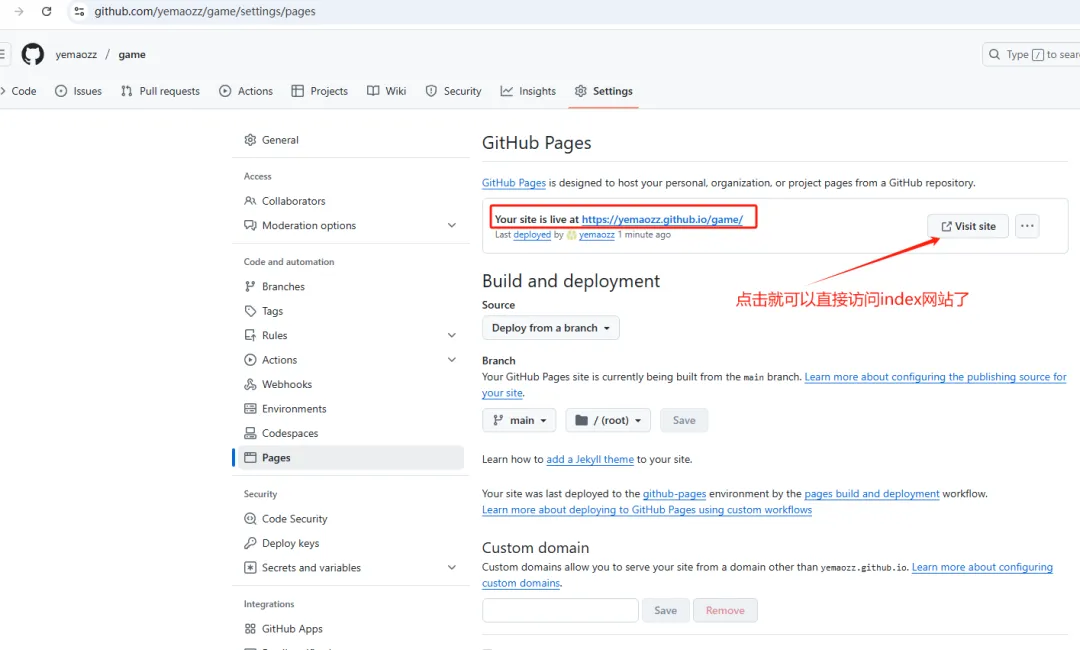 github.com/yemaozz/game/settings/pages
yemaozz / game
Type / to sear
Code Issues Pull requests Actions Projects Wiki Security Insights Settings
General
Access
Collaborators
Moderation options
Code and automation
Branches
Tags
Rules
Actions
Webhooks
Environments
Codespaces
Pages
Security
Code Security
Deploy keys
Secrets and variables
Integrations
GitHub Apps
GitHub Pages
GitHub Pages is designed to host your personal, organization, or project pages from a GitHub repository.
Your site is live at https://yemaozz.github.io/game/
Last deployed by yemaozz 1 minute ago
Visit site
点击就可以直接访问index网站了
Build and deployment
Source
Deploy from a branch
Branch
Your GitHub Pages site is currently being built from the main branch. Learn more about configuring the publishing source for
your site.
main / (root) Save
Learn how to add a Jekyll theme to your site.
Your site was last deployed to the github-pages environment by the pages build and deployment workflow.
Learn more about deploying to GitHub Pages using custom workflows
Custom domain
Custom domains allow you to serve your site from a domain other than yemaozz.github.io. Learn more about configuring
custom domains.
Save Remove